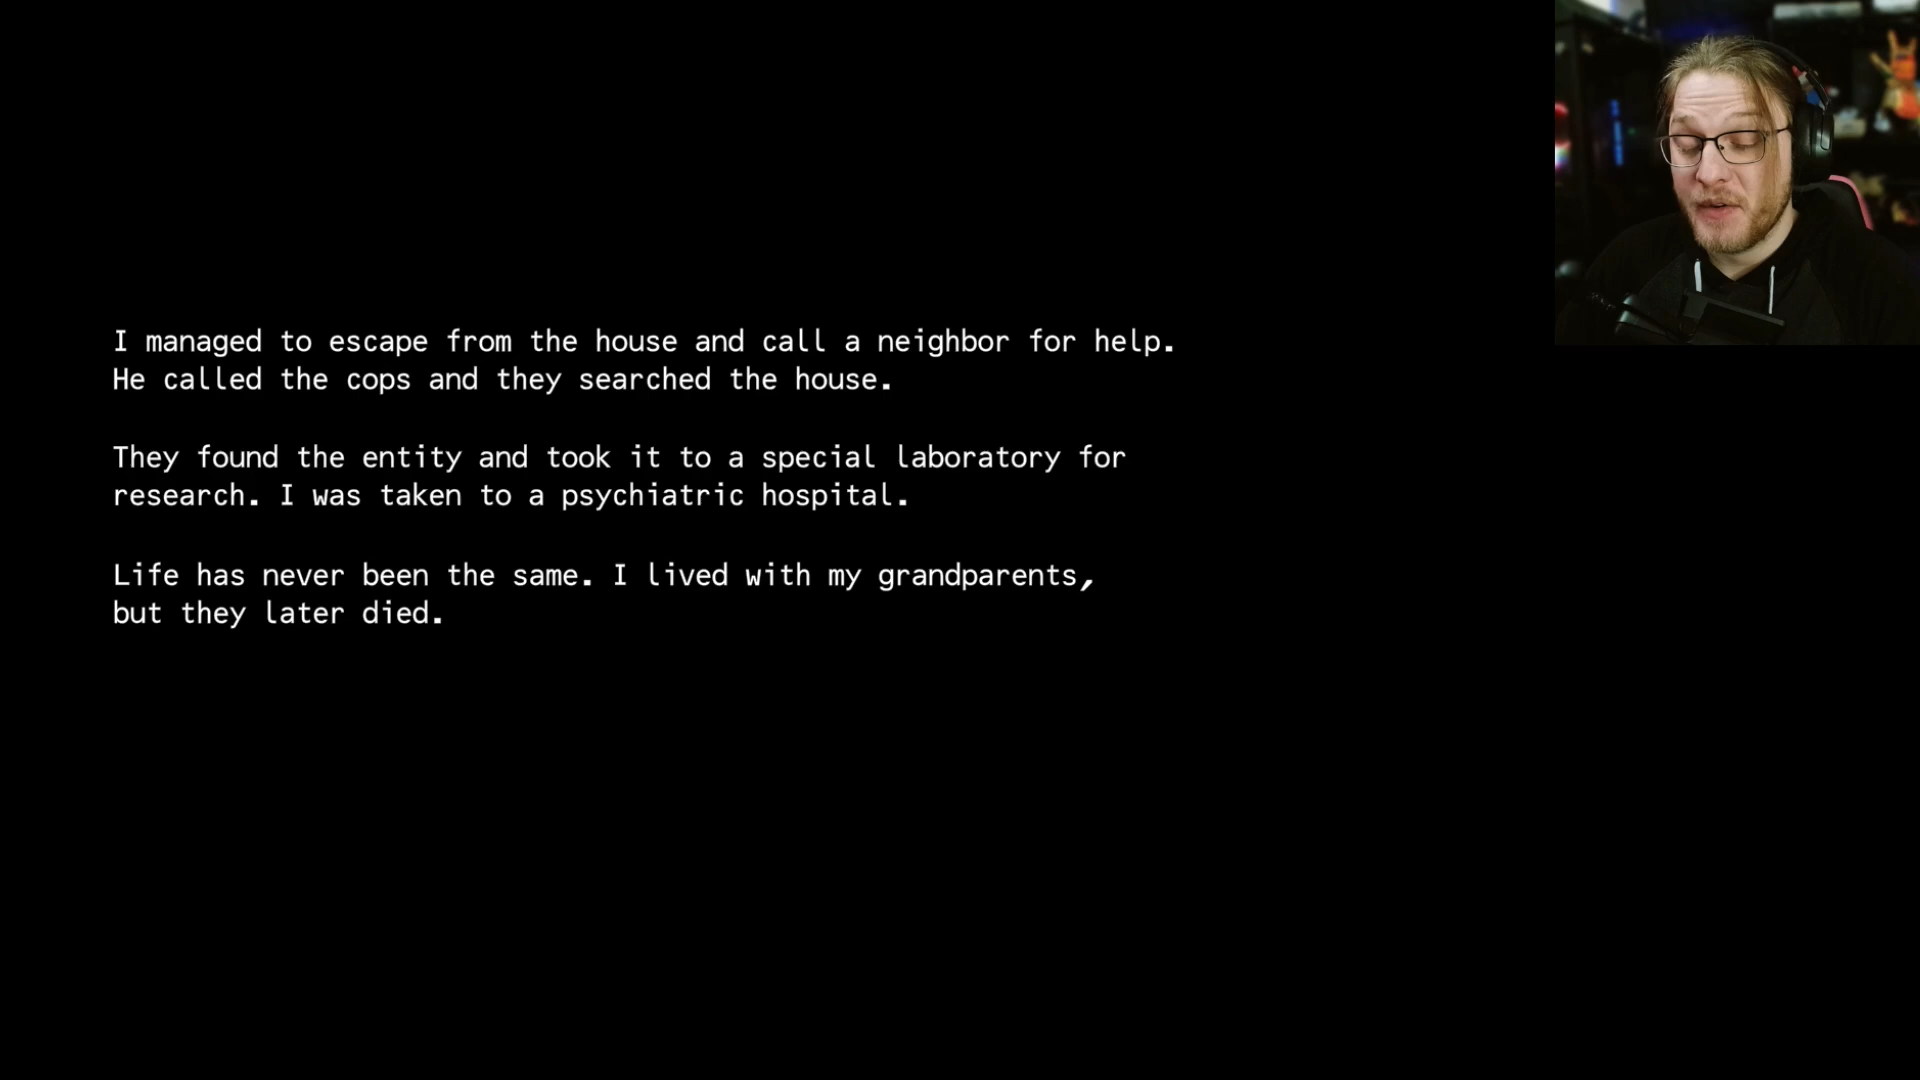 I managed to escape from the house and call a neighbor for help.
He called the cops and they searched the house.
They found the entity and took it to a special laboratory for
research. I was taken to a psychiatric hospital.
Life has never been the same. I lived with my grandparents,
but they later died.